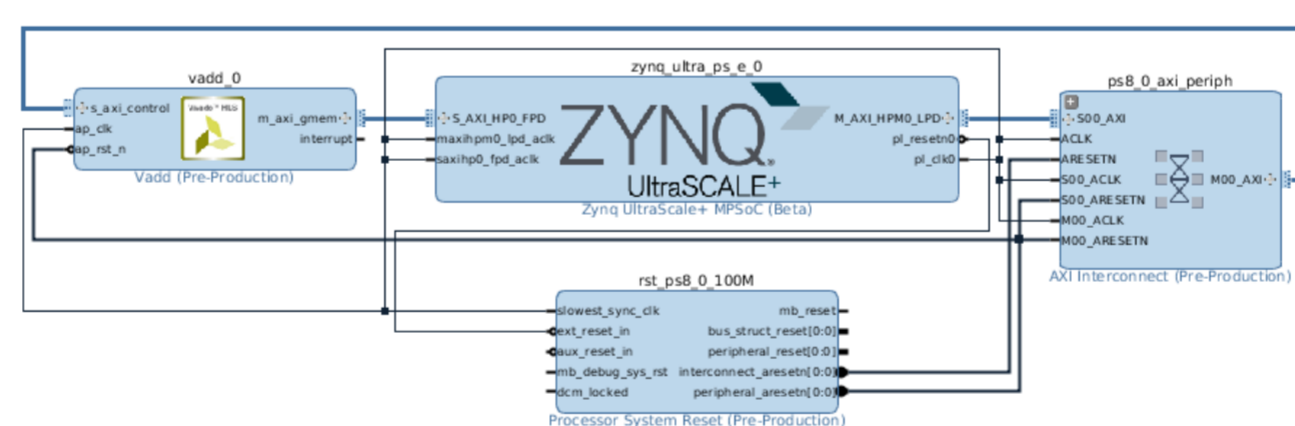 vadd_0
s_axi_control
ap_clk
ap_rst_n
m_axi_gmem
interrupt
Vivado™ HLS
Vadd (Pre-Production)
zynq_ultra_ps_e_0
S_AXI_HP0_FPD
maxihpm0_lpd_aclk
saxihp0_fpd_aclk
ZYNQ
UltraSCALE+
M_AXI_HPM0_LPD
pl_resetn0
pl_clk0
Zynq UltraScale+ MPSoC (Beta)
ps8_0_axi_periph
S00_AXI
ACLK
ARESETN
S00_ACLK
S00_ARESETN
M00_ACLK
M00_ARESETN
M00_AXI
AXI Interconnect (Pre-Production)
rst_ps8_0_100M
slowest_sync_clk
ext_reset_in
aux_reset_in
mb_debug_sys_rst
dcm_locked
mb_reset
bus_struct_reset[0:0]
peripheral_reset[0:0]
interconnect_aresetn[0:0]
peripheral_aresetn[0:0]
Processor System Reset (Pre-Production)